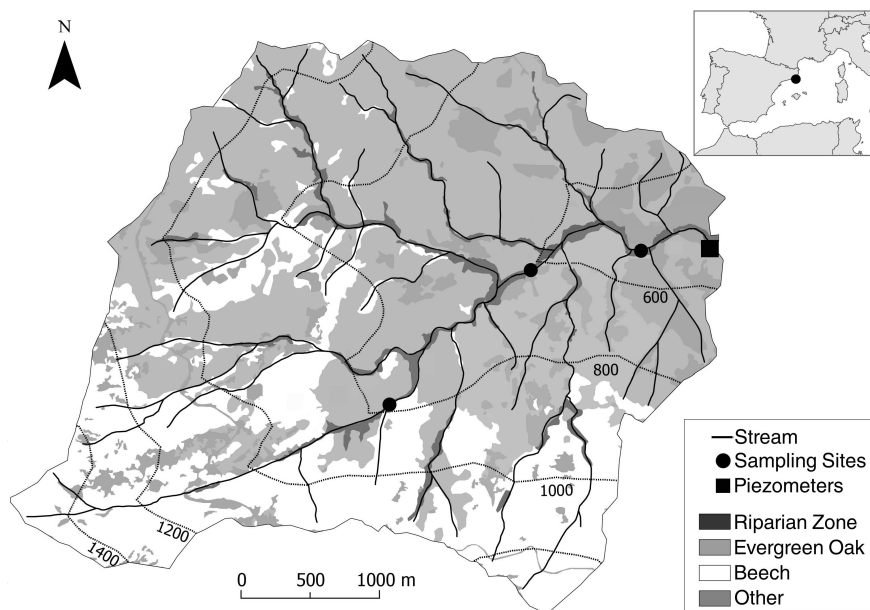 N
600
800
1000
1200
1400
0 500 1000 m
Stream
Sampling Sites
Piezometers
Riparian Zone
Evergreen Oak
Beech
Other